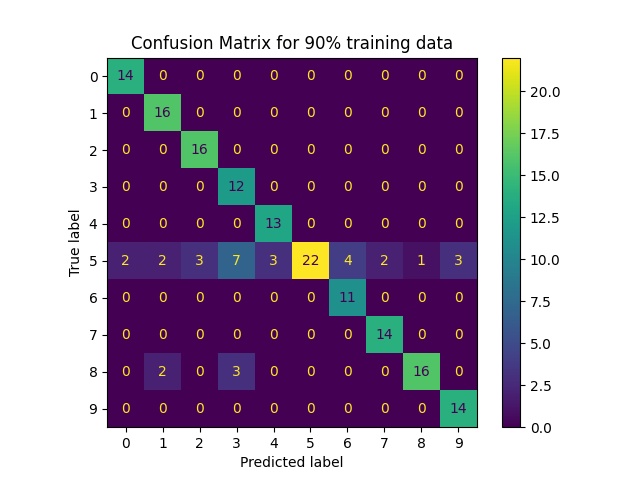 Confusion Matrix for 90% training data
0 14 0 0 0 0 0 0 0 0 0
1 0 16 0 0 0 0 0 0 0 0
2 0 0 16 0 0 0 0 0 0 0
3 0 0 0 12 0 0 0 0 0 0
4 0 0 0 0 13 0 0 0 0 0
5 2 2 3 7 3 22 4 2 1 3
6 0 0 0 0 0 0 11 0 0 0
7 0 0 0 0 0 0 0 14 0 0
8 0 2 0 3 0 0 0 0 16 0
9 0 0 0 0 0 0 0 0 0 14
0 1 2 3 4 5 6 7 8 9
True label
Predicted label
20.0
17.5
15.0
12.5
10.0
7.5
5.0
2.5
0.0